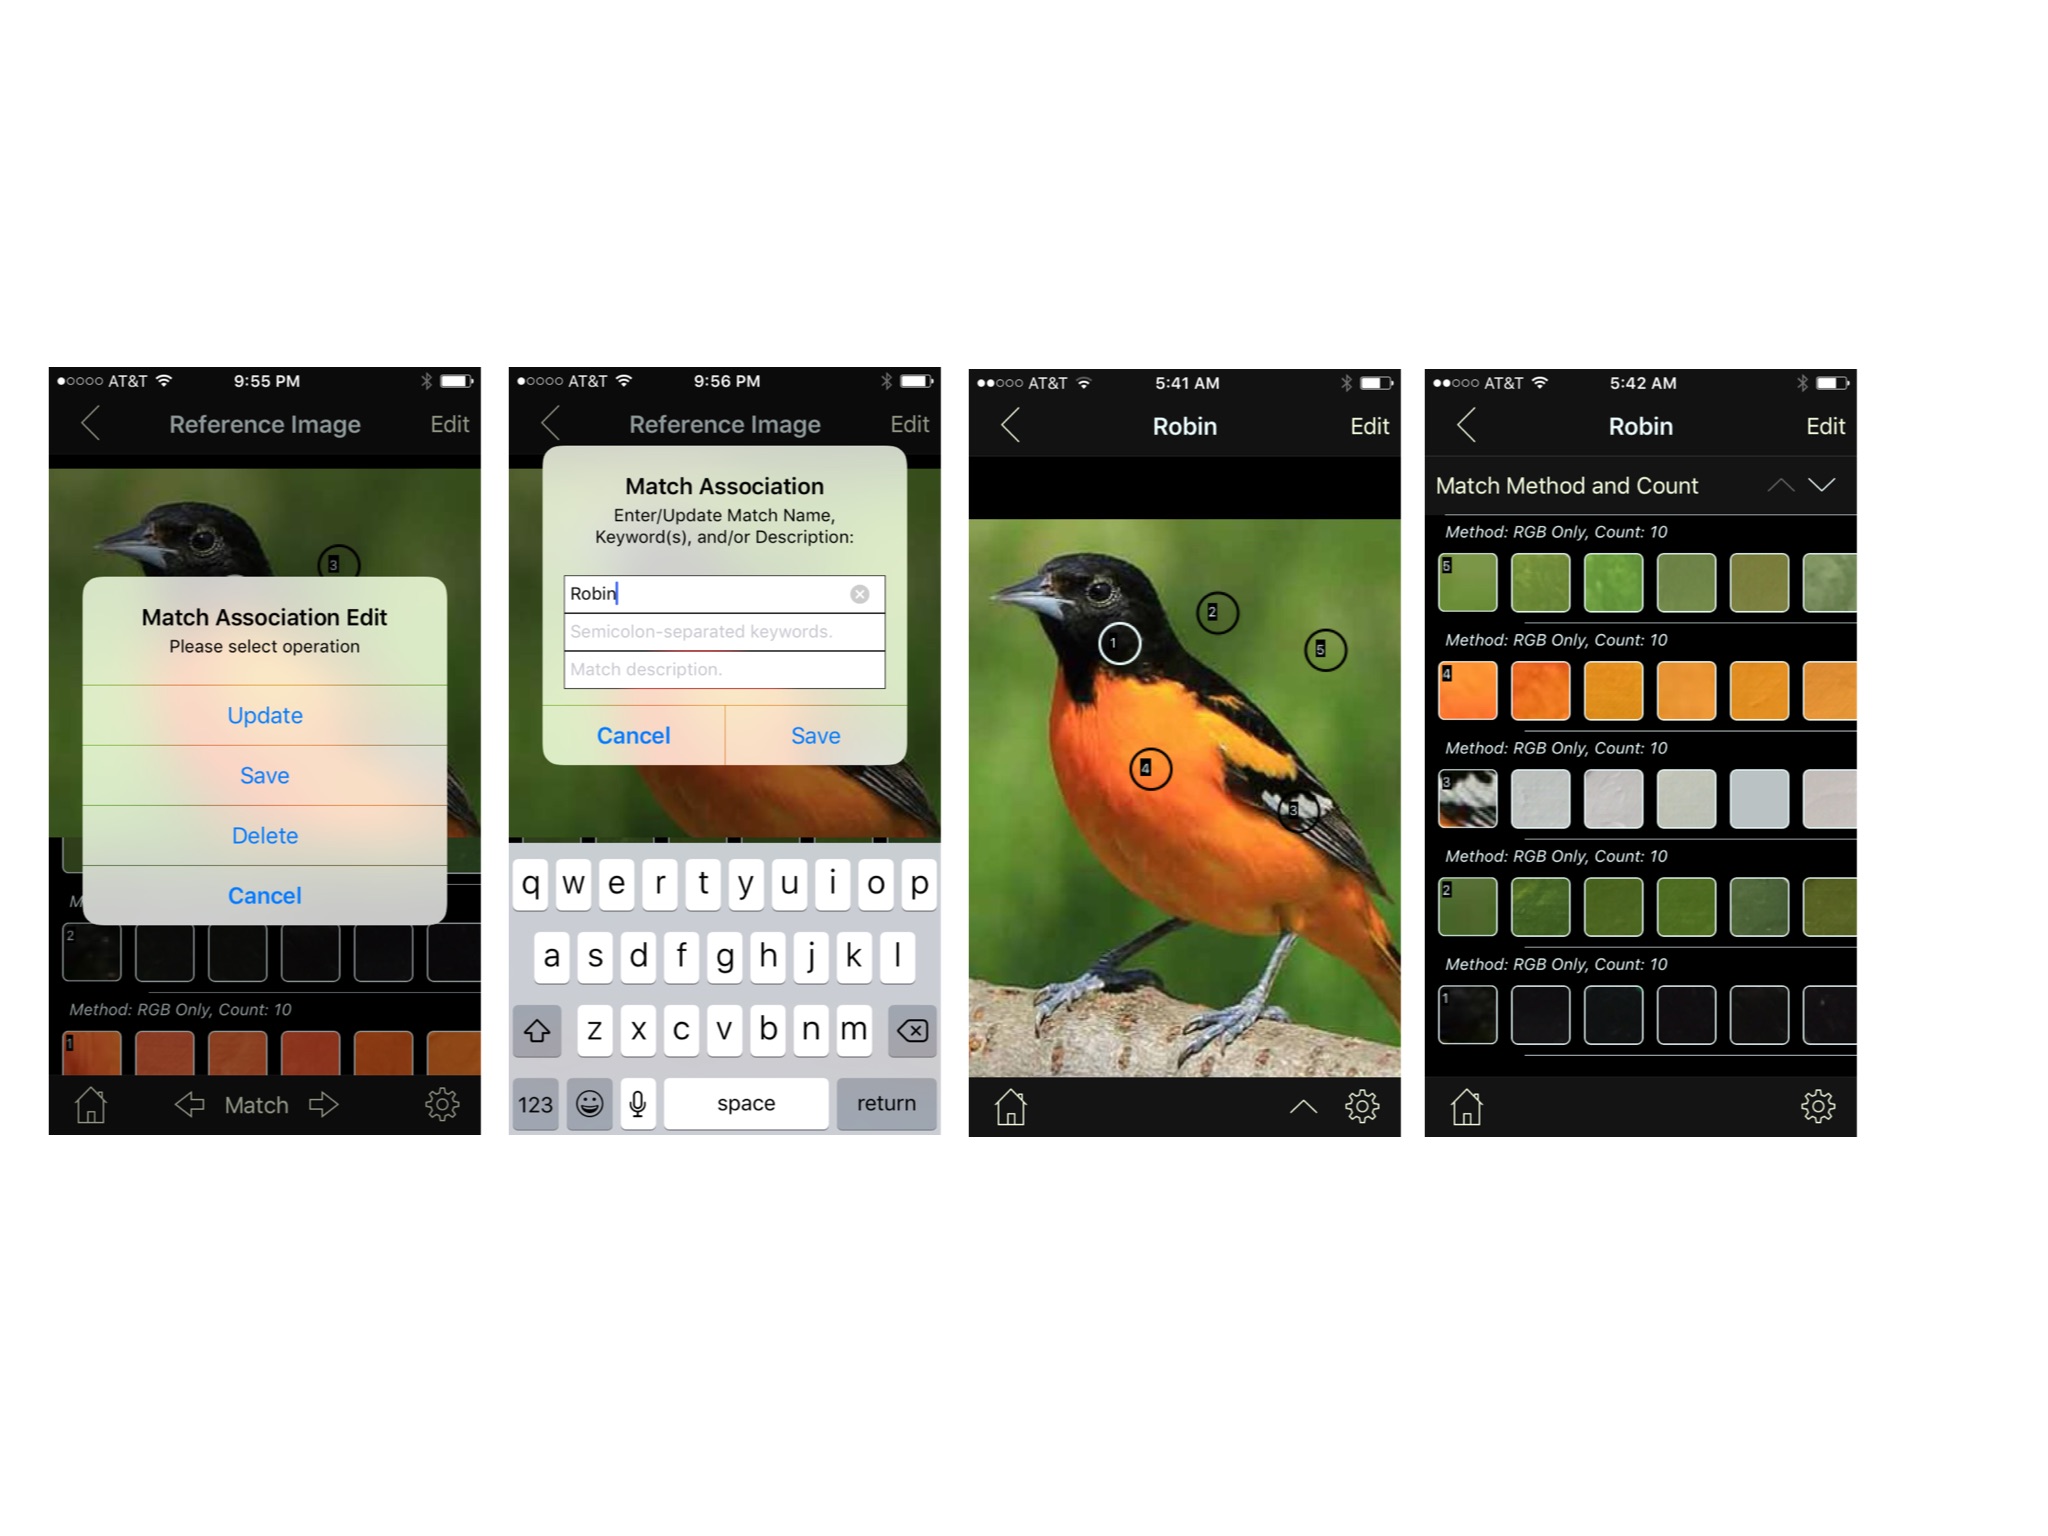 AT&T 9:55 PM
Reference Image Edit
3
Match Association Edit
Please select operation
Update
Save
Delete
Cancel
M
2
Method: RGB Only, Count: 10
1
Match
AT&T 9:56 PM
Reference Image Edit
Match Association
Enter/Update Match Name,
Keyword(s), and/or Description:
Robin
Semicolon-separated keywords.
Match description.
Cancel Save
q w e r t y u i o p
a s d f g h j k l
z x c v b n m
123 space return
AT&T 5:41 AM
Robin Edit
2
1
5
4
3
AT&T 5:42 AM
Robin Edit
Match Method and Count
Method: RGB Only, Count: 10
5
Method: RGB Only, Count: 10
4
Method: RGB Only, Count: 10
3
Method: RGB Only, Count: 10
2
Method: RGB Only, Count: 10
1